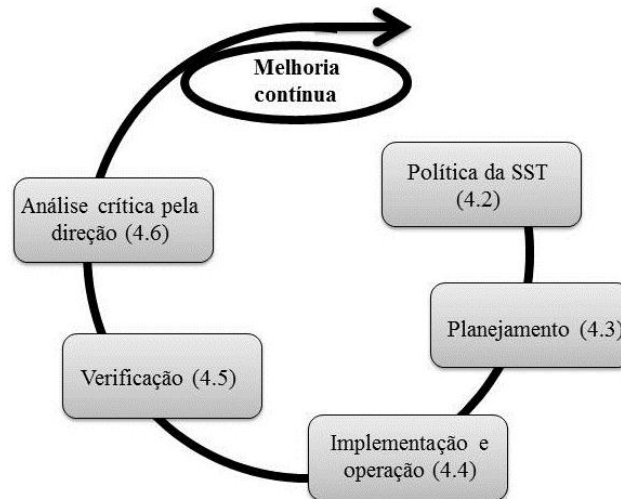 Melhoria
contínua
Política da SST
(4.2)
Planejamento (4.3)
Implementação e
operação (4.4)
Verificação (4.5)
Análise crítica pela
direção (4.6)